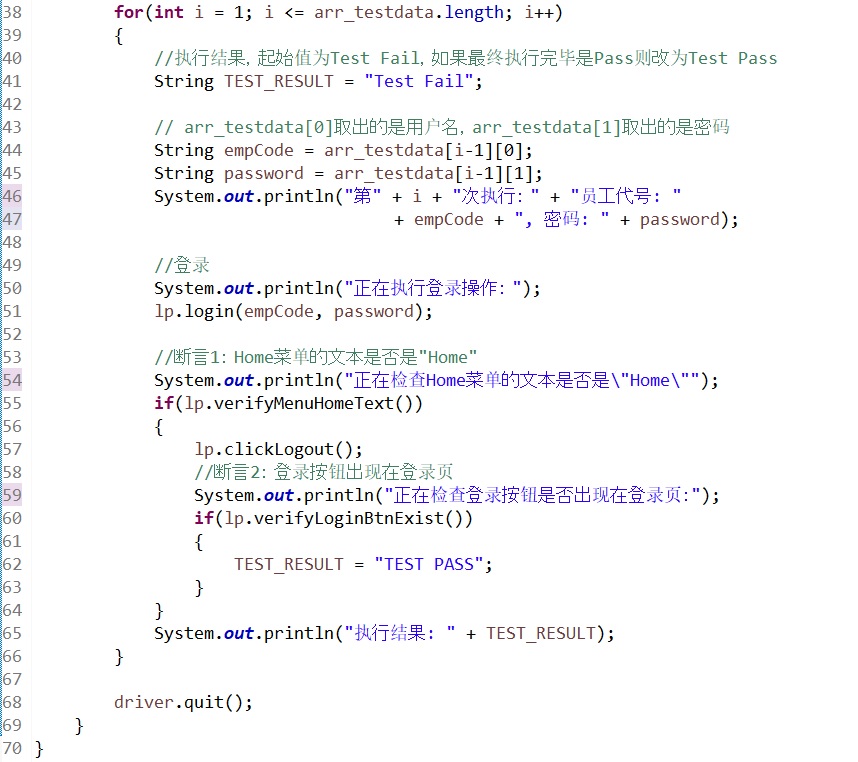 38 for(int i = 1; i <= arr_testdata.length; i++)
39 {
40 //执行结果, 起始值为Test Fail, 如果最终执行完毕是Pass则改为Test Pass
41 String TEST_RESULT = "Test Fail";
42
43 // arr_testdata[0]取出的是用户名, arr_testdata[1]取出的是密码
44 String empCode = arr_testdata[i-1][0];
45 String password = arr_testdata[i-1][1];
46 System.out.println("第" + i + "次执行: " + "员工代号: "
47 + empCode + ", 密码: " + password);
48
49 //登录
50 System.out.println("正在执行登录操作: ");
51 lp.login(empCode, password);
52
53 //断言1: Home菜单的文本是否是"Home"
54 System.out.println("正在检查Home菜单的文本是否是\"Home\"");
55 if(lp.verifyMenuHomeText())
56 {
57 lp.clickLogout();
58 //断言2: 登录按钮出现在登录页
59 System.out.println("正在检查登录按钮是否出现在登录页:");
60 if(lp.verifyLoginBtnExist())
61 {
62 TEST_RESULT = "TEST PASS";
63 }
64 }
65 System.out.println("执行结果: " + TEST_RESULT);
66 }
67
68 driver.quit();
69 }
70 }